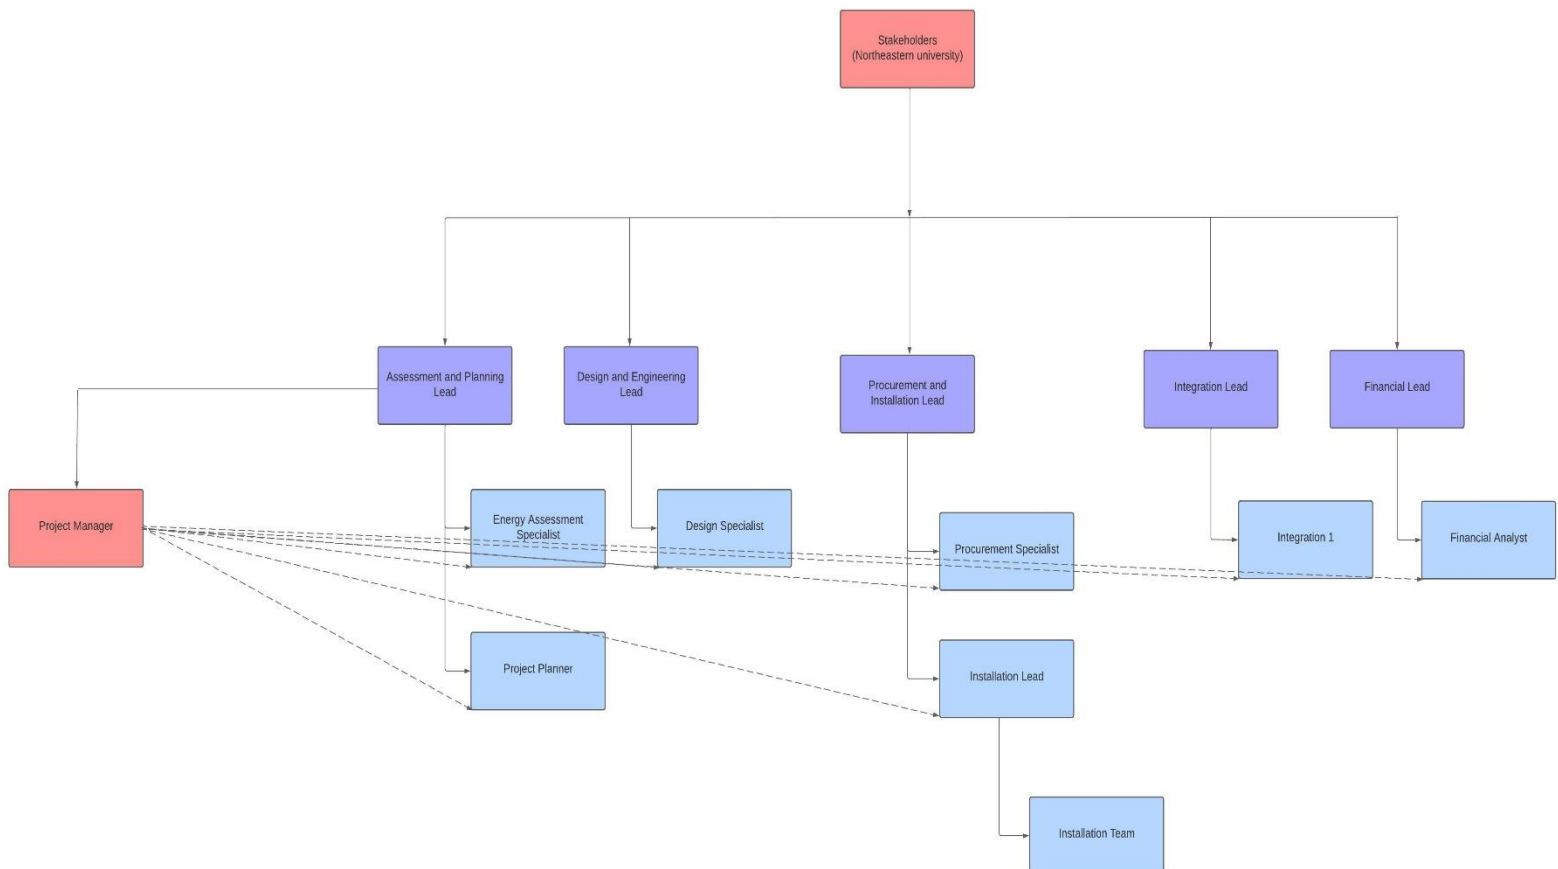 Stakeholders
(Northeastern university)
Assessment and Planning
Lead
Design and Engineering
Lead
Procurement and
Installation Lead
Integration Lead
Financial Lead
Project Manager
Energy Assessment
Specialist
Design Specialist
Procurement Specialist
Integration 1
Financial Analyst
Project Planner
Installation Lead
Installation Team